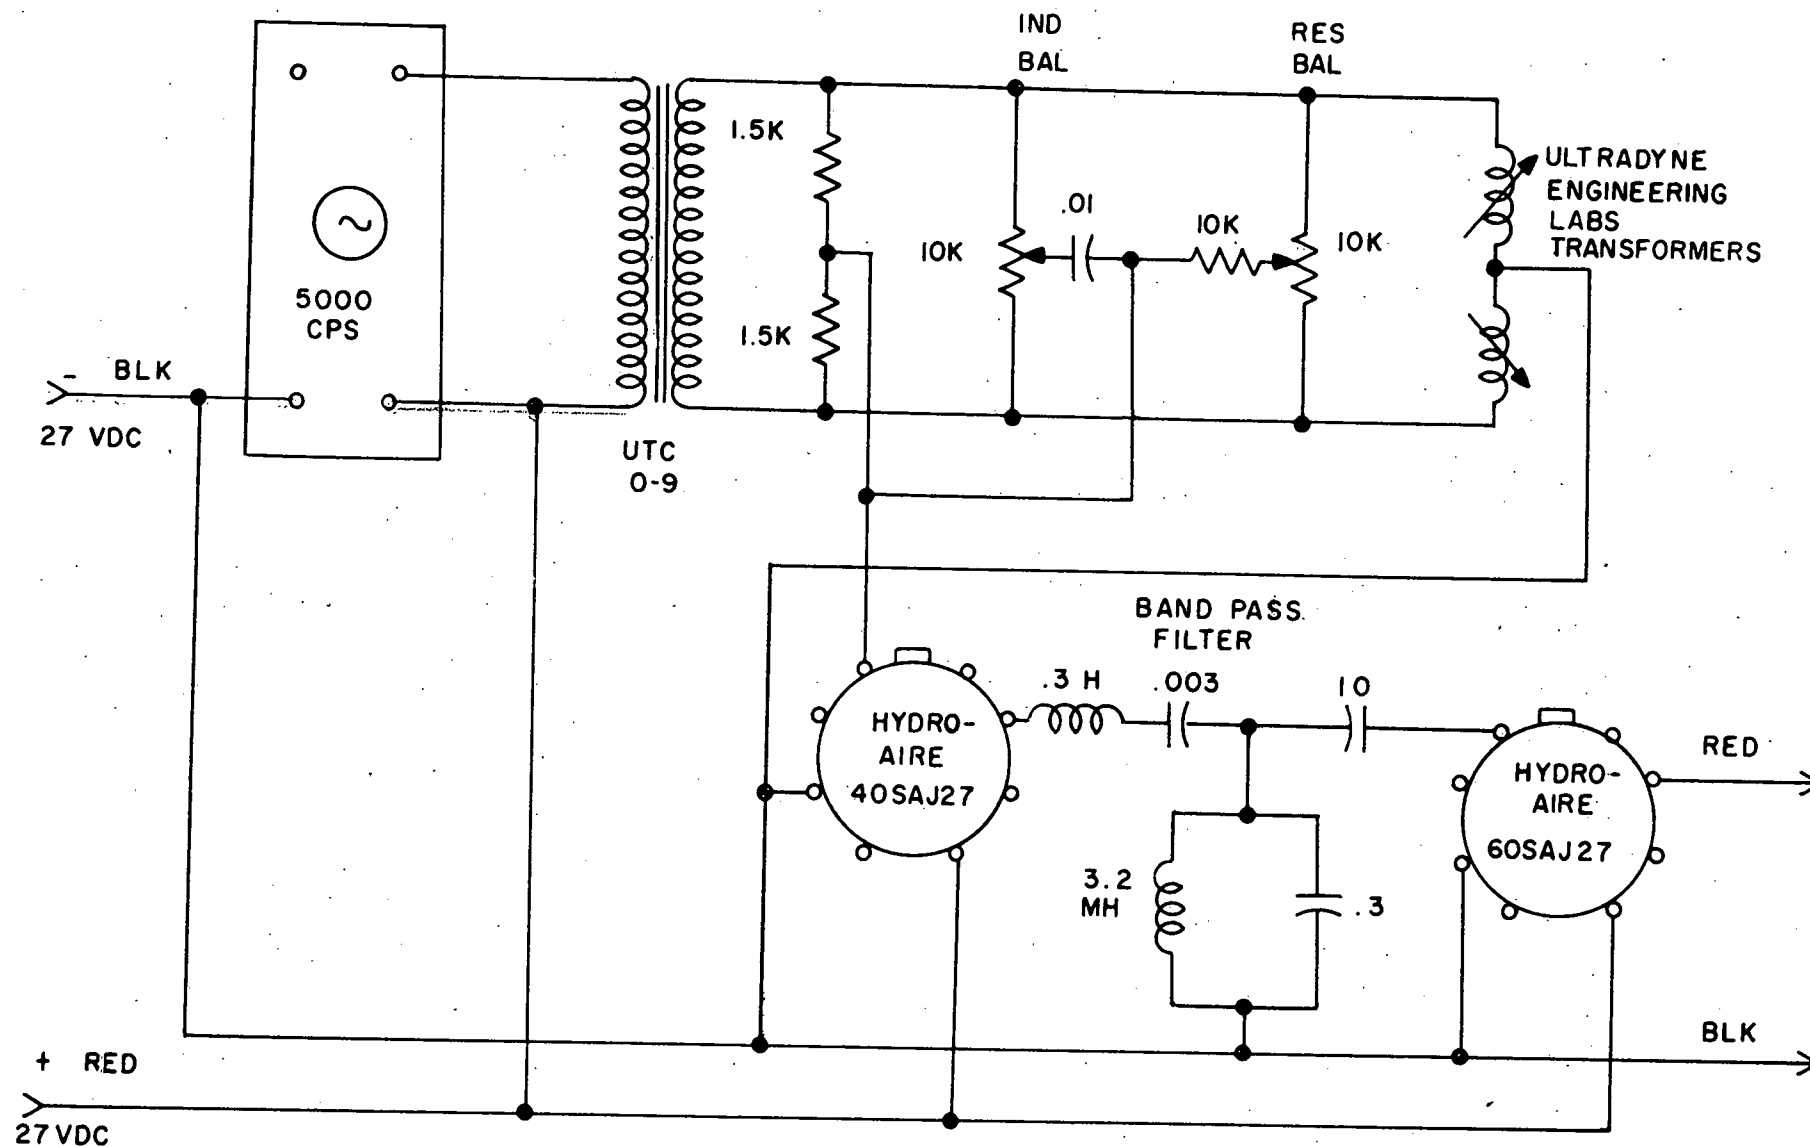 IND
BAL
RES
BAL
1.5K
ULTRADYNE
ENGINEERING
LABS
TRANSFORMERS
.01
10K
10K
10K
5000
CPS
1.5K
- BLK
27 VDC
UTC
0-9
BAND PASS
FILTER
.3 H
.003
10
HYDRO-
AIRE
40SAJ27
RED
HYDRO-
AIRE
60SAJ27
3.2
MH
.3
BLK
+ RED
27 VDC